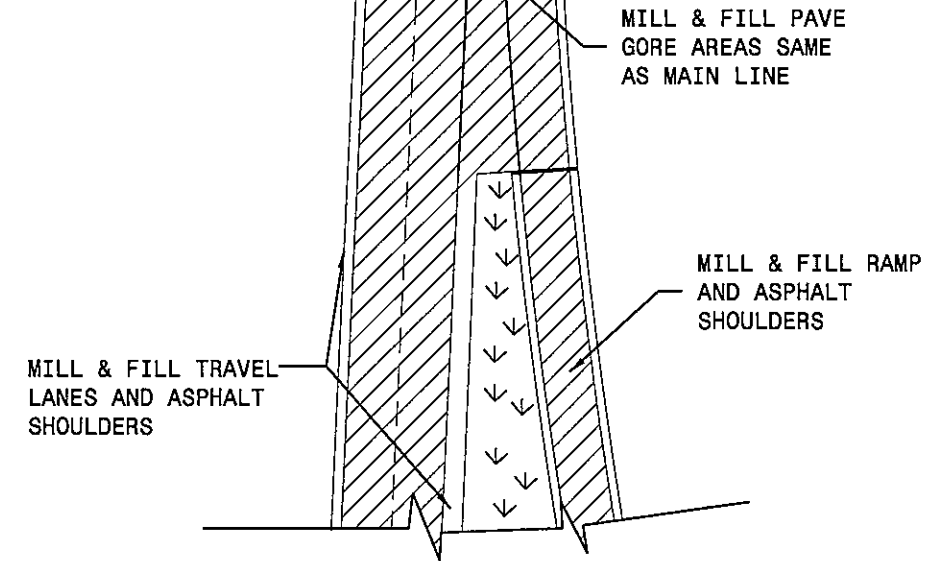 MILL & FILL PAVE
GORE AREAS SAME
AS MAIN LINE
MILL & FILL RAMP
AND ASPHALT
SHOULDERS
MILL & FILL TRAVEL
LANES AND ASPHALT
SHOULDERS